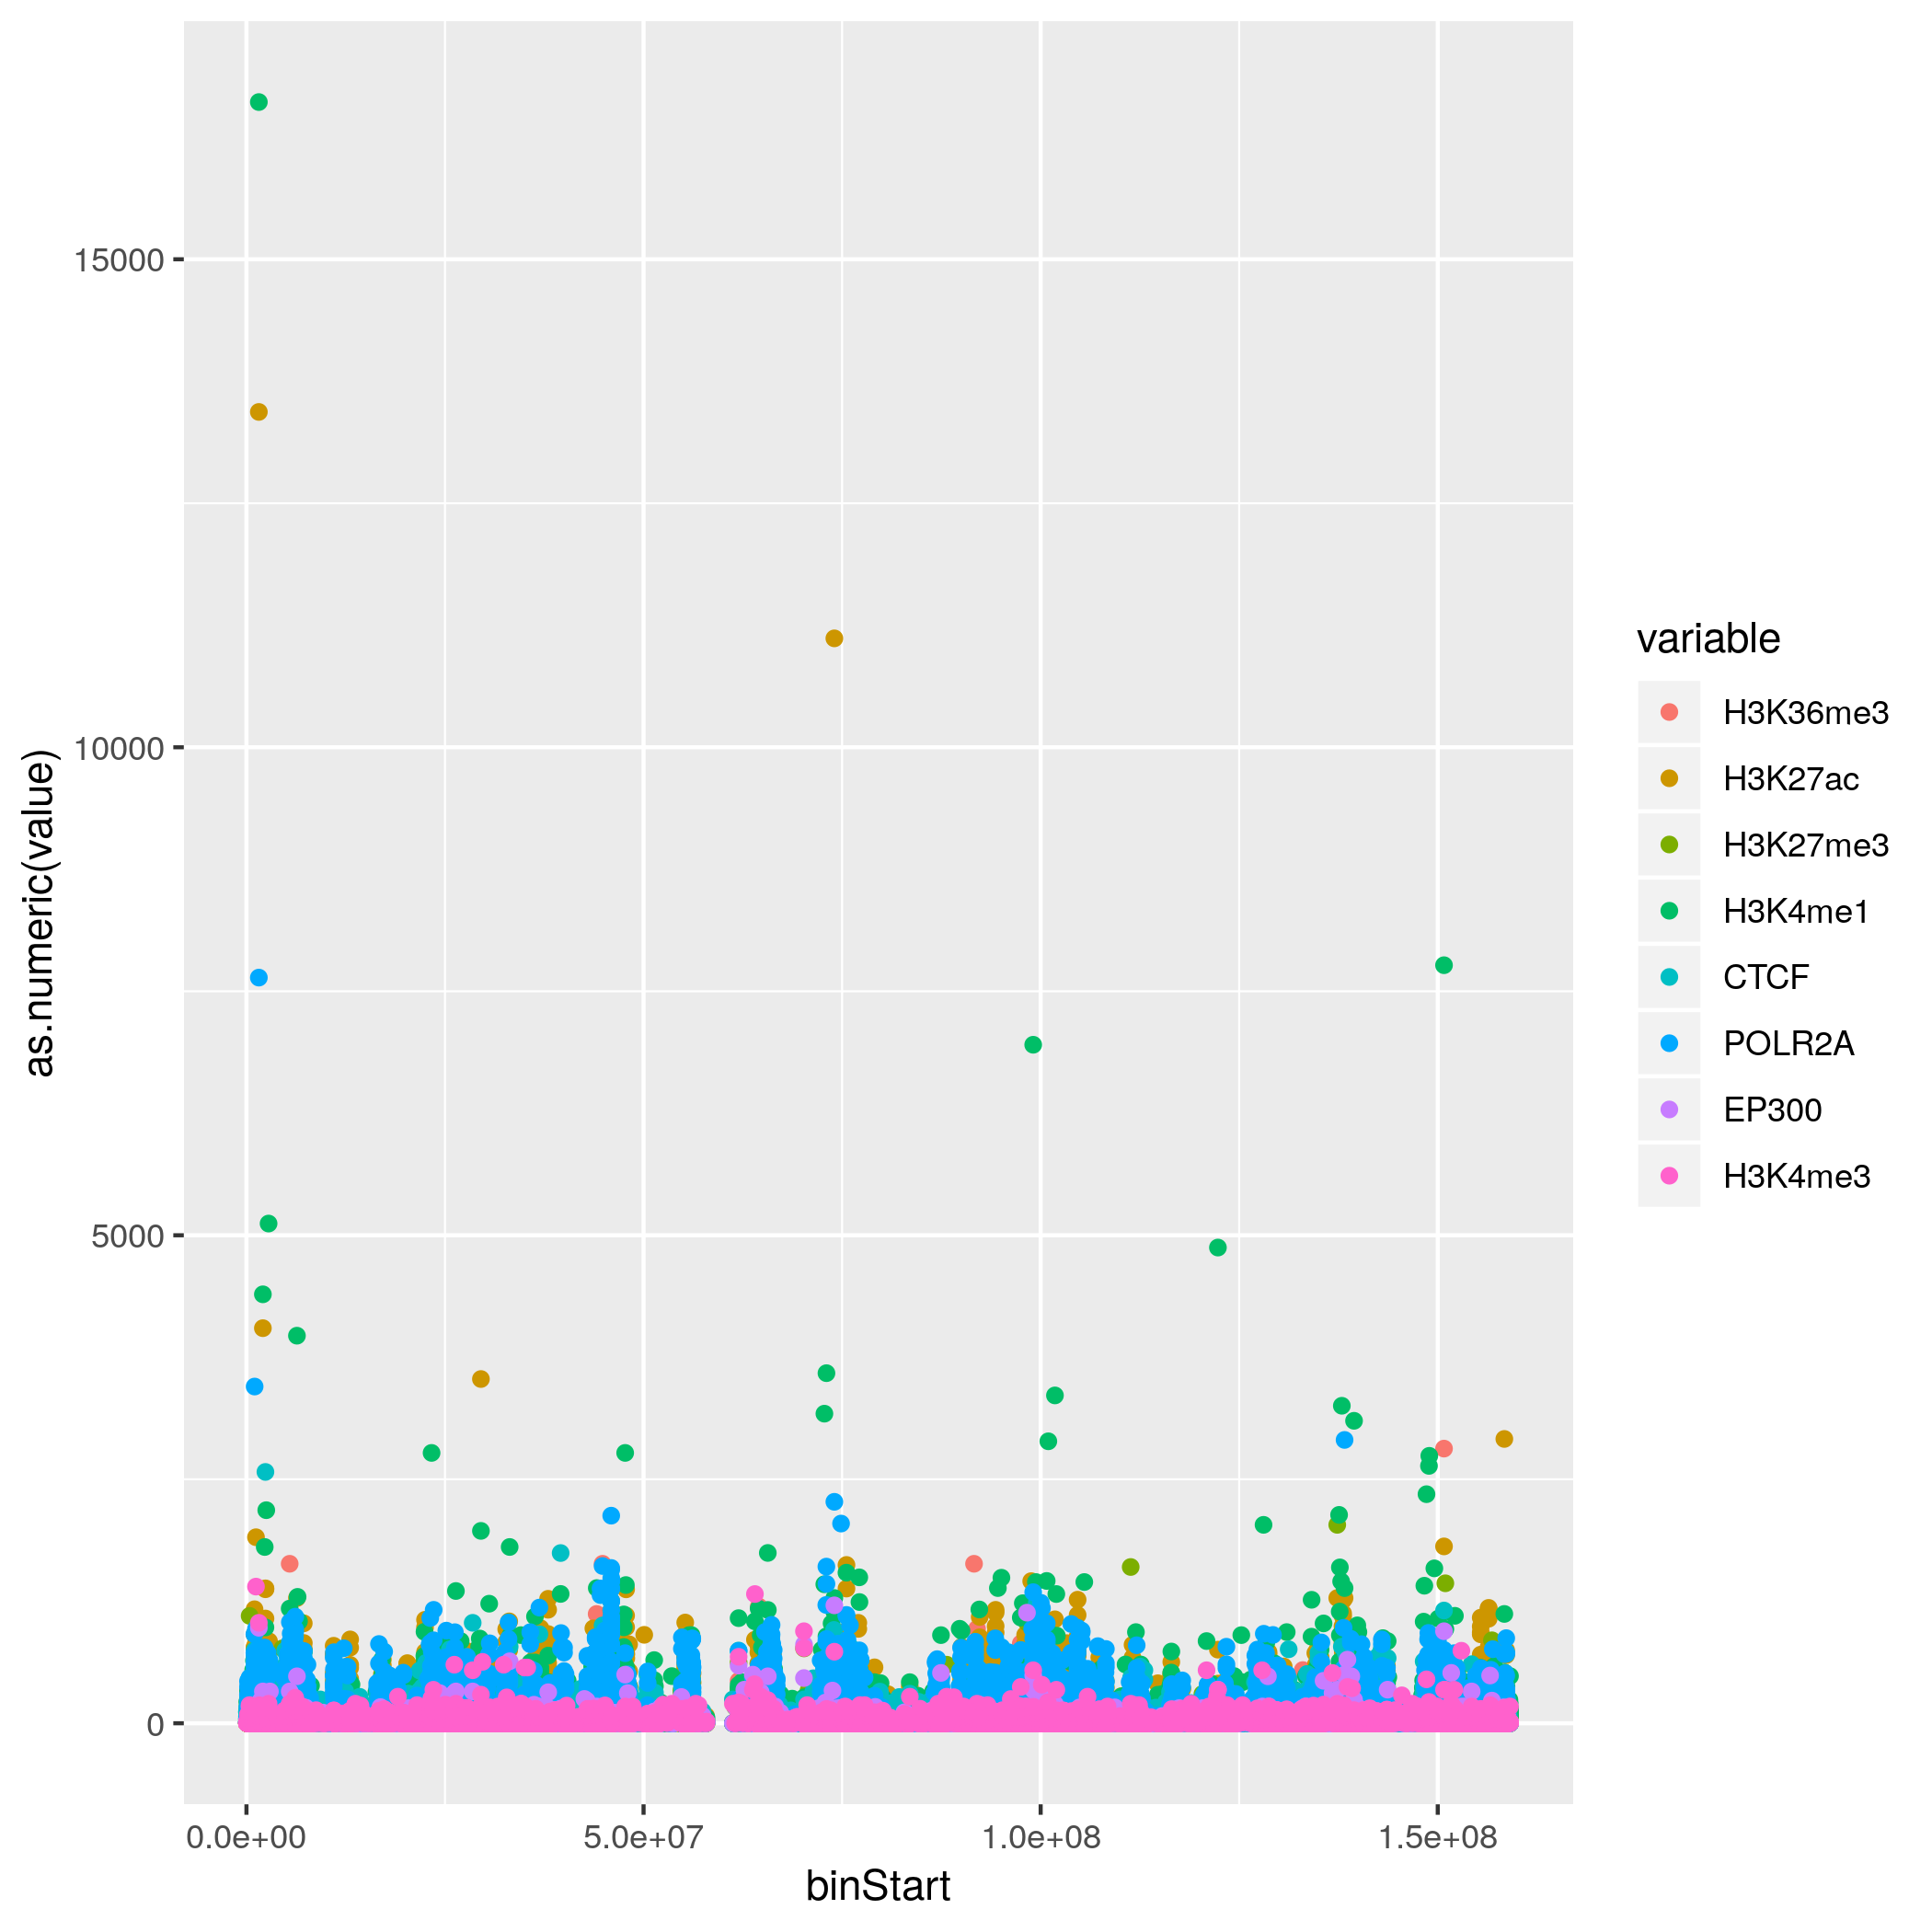 as.numeric(value)
15000
10000
5000
0
0.0e+00
5.0e+07
1.0e+08
1.5e+08
binStart
variable
H3K36me3
H3K27ac
H3K27me3
H3K4me1
CTCF
POLR2A
EP300
H3K4me3